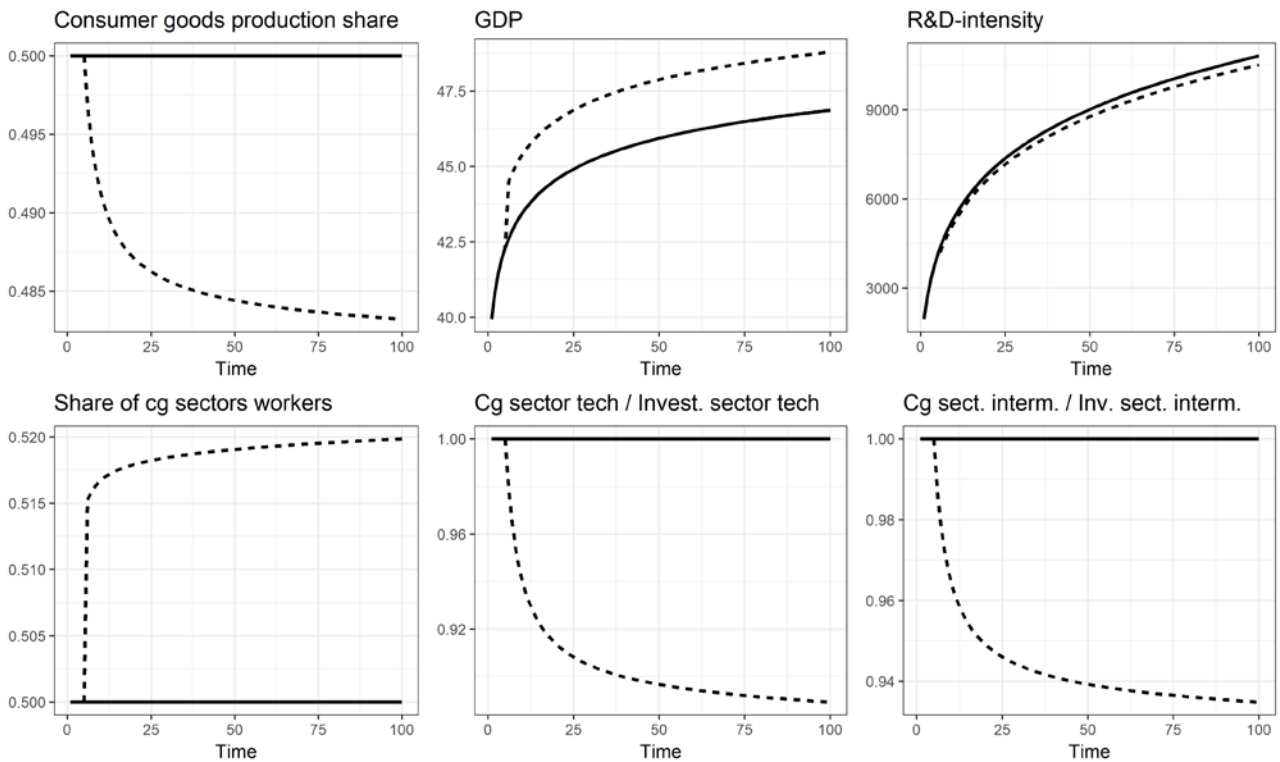 Consumer goods production share
0.500
0.495
0.490
0.485
0 25 50 75 100
Time
GDP
47.5
45.0
42.5
40.0
0 25 50 75 100
Time
R&D-intensity
9000
6000
3000
0 25 50 75 100
Time
Share of cg sectors workers
0.520
0.515
0.510
0.505
0.500
0 25 50 75 100
Time
Cg sector tech / Invest. sector tech
1.00
0.96
0.92
0 25 50 75 100
Time
Cg sect. interm. / Inv. sect. interm.
1.00
0.98
0.96
0.94
0 25 50 75 100
Time